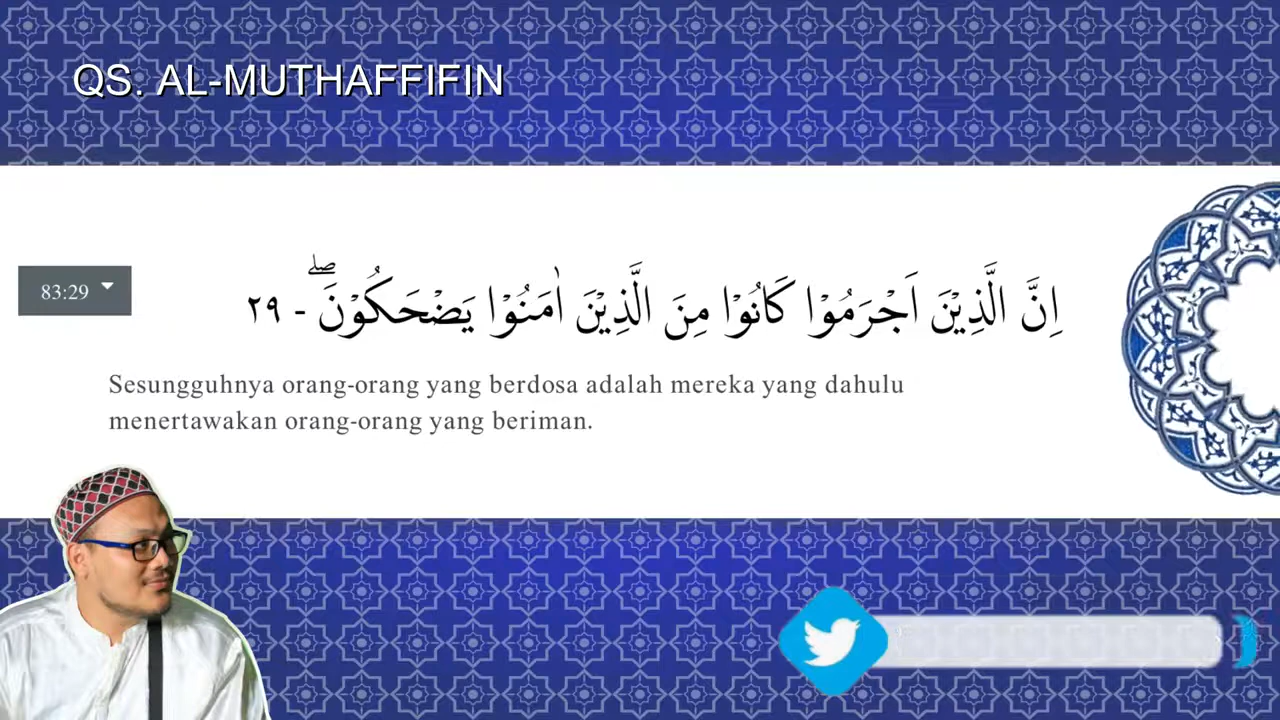 QS. AL-MUTHAFFIFIN
83:29
اِنَّ الَّذِيْنَ اَجْرَمُوْا كَانُوْا مِنَ الَّذِيْنَ اٰمَنُوْا يَضْحَكُوْنَۖ - ٢٩
Sesungguhnya orang-orang yang berdosa adalah mereka yang dahulu
menertawakan orang-orang yang beriman.